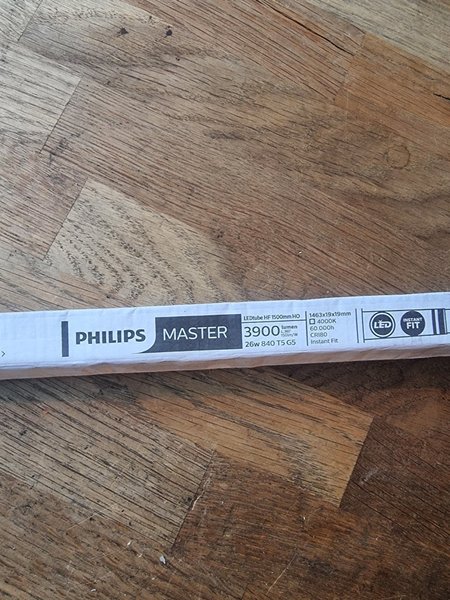 PHILIPS
MASTER
LEDtube HF 1500mm HO
3900 lumen
150lm/W
26w 840 T5 G5
1463x19x19mm
4000K
60.000h
CRI80
Instant Fit
LED
INSTANT
FIT